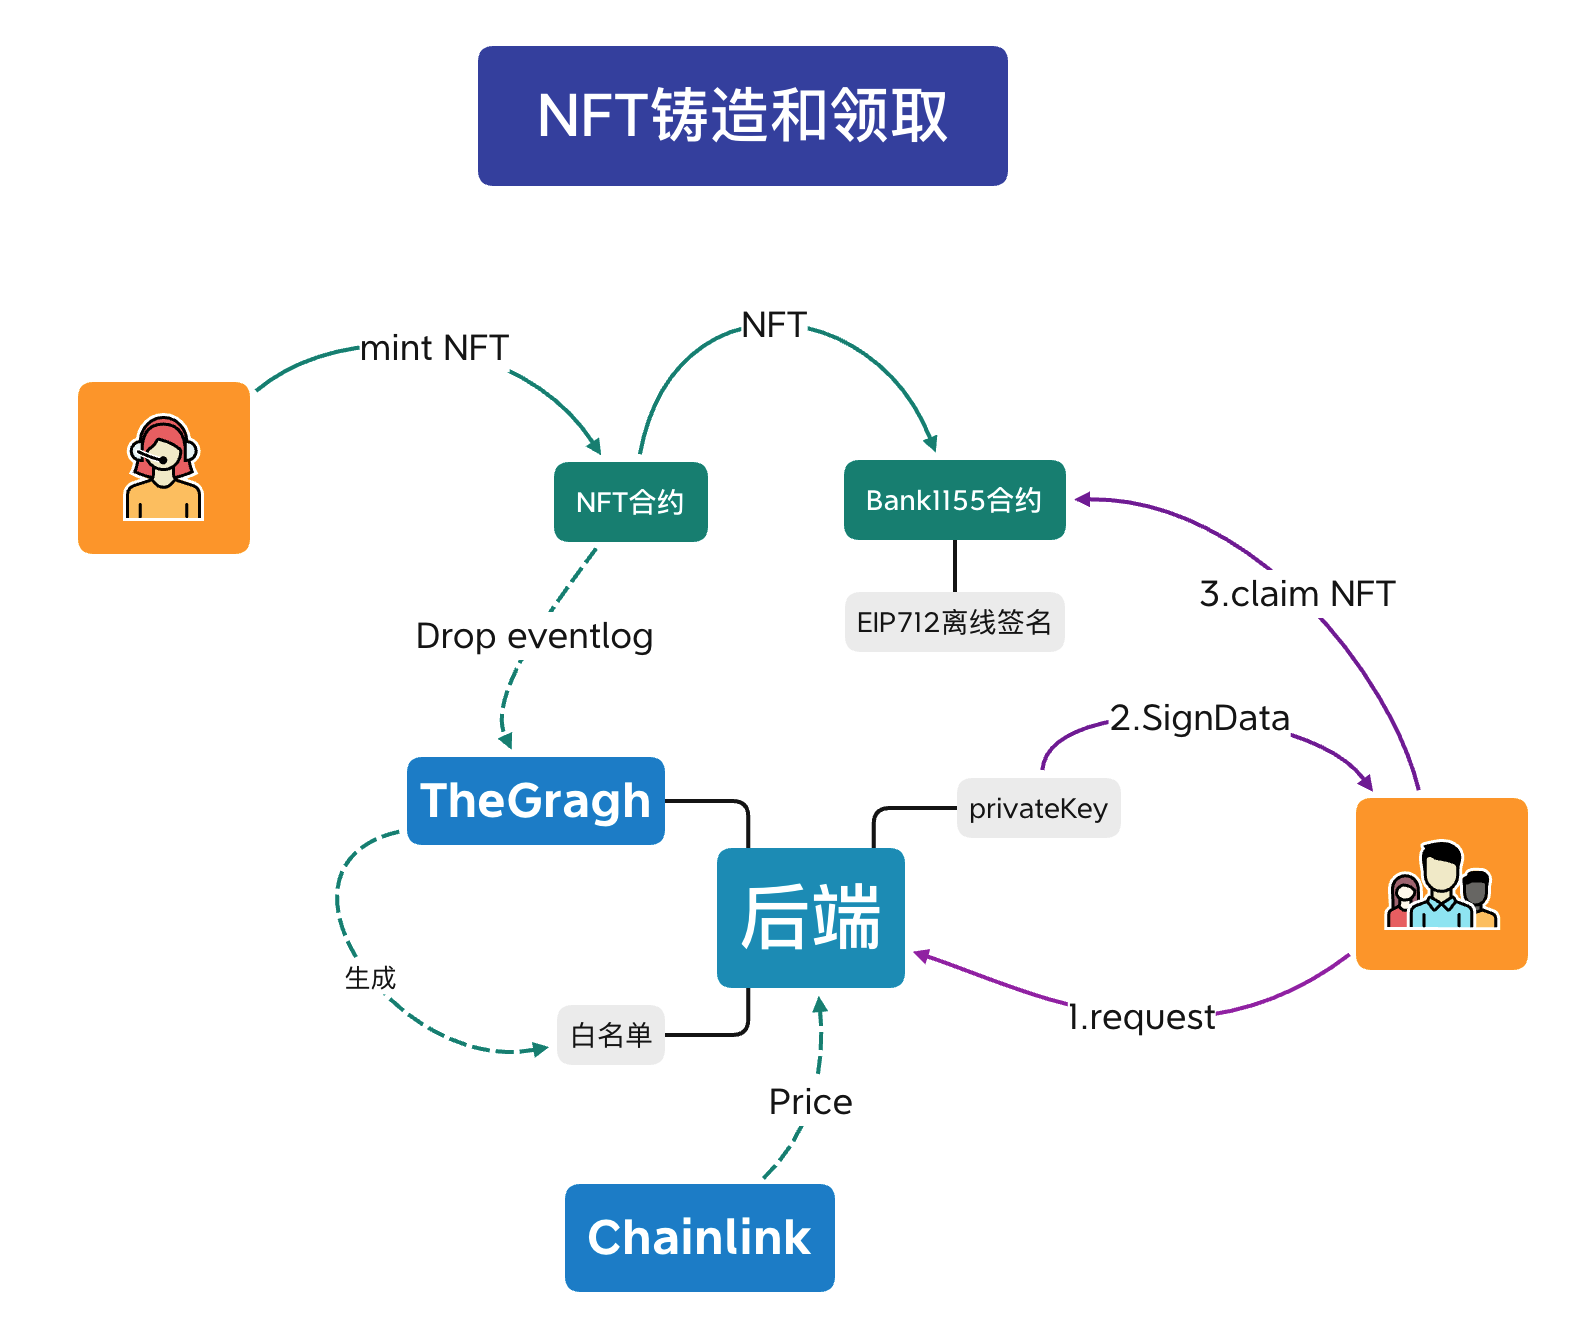 NFT铸造和领取
NFT
mint NFT
NFT合约
Bank1155合约
3.claim NFT
EIP712离线签名
Drop eventlog
2.SignData
TheGragh
privateKey
后端
生成
1.request
白名单
Price
Chainlink